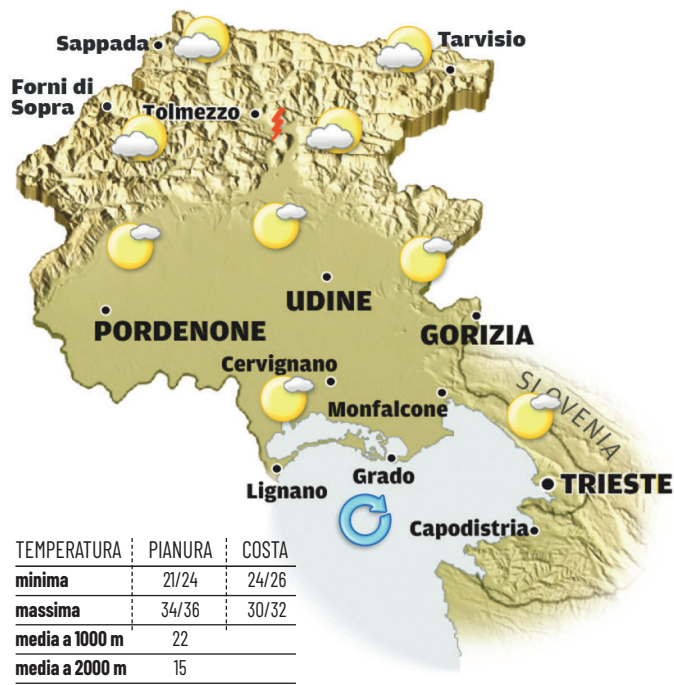 Sappada
Tarvisio
Forni di
Sopra
Tolmezzo
UDINE
PORDENONE
GORIZIA
Cervignano
SLOVENIA
Monfalcone
Grado
Lignano
TRIESTE
Capodistria
TEMPERATURA PIANURA COSTA
minima 21/24 24/26
massima 34/36 30/32
media a 1000 m 22
media a 2000 m 15